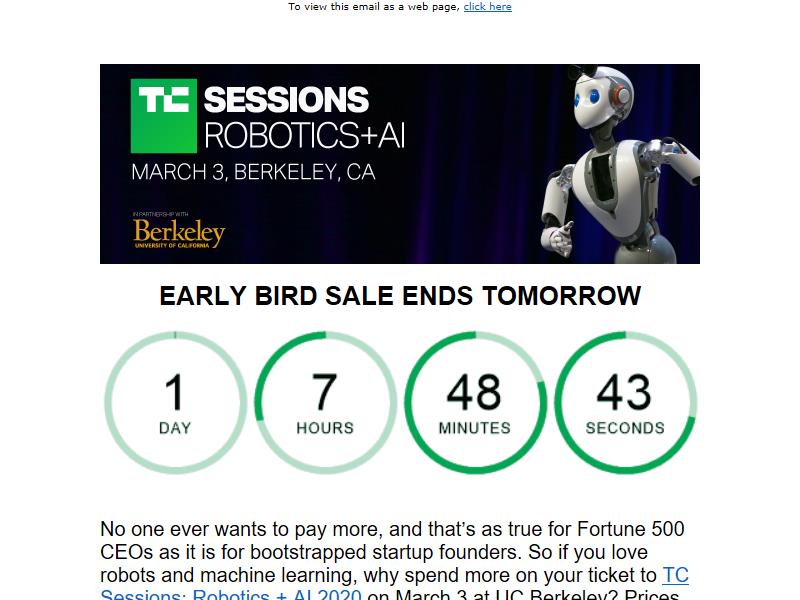 To view this email as a web page, click here
TC SESSIONS
ROBOTICS+AI
MARCH 3, BERKELEY, CA
IN PARTNERSHIP WITH
Berkeley
UNIVERSITY OF CALIFORNIA
EARLY BIRD SALE ENDS TOMORROW
1 7 48 43
DAY HOURS MINUTES SECONDS
No one ever wants to pay more, and that’s as true for Fortune 500
CEOs as it is for bootstrapped startup founders. So if you love
robots and machine learning, why spend more on your ticket to TC
Sessions: Robotics + AI 2020 on March 3 at UC Berkeley? Prices